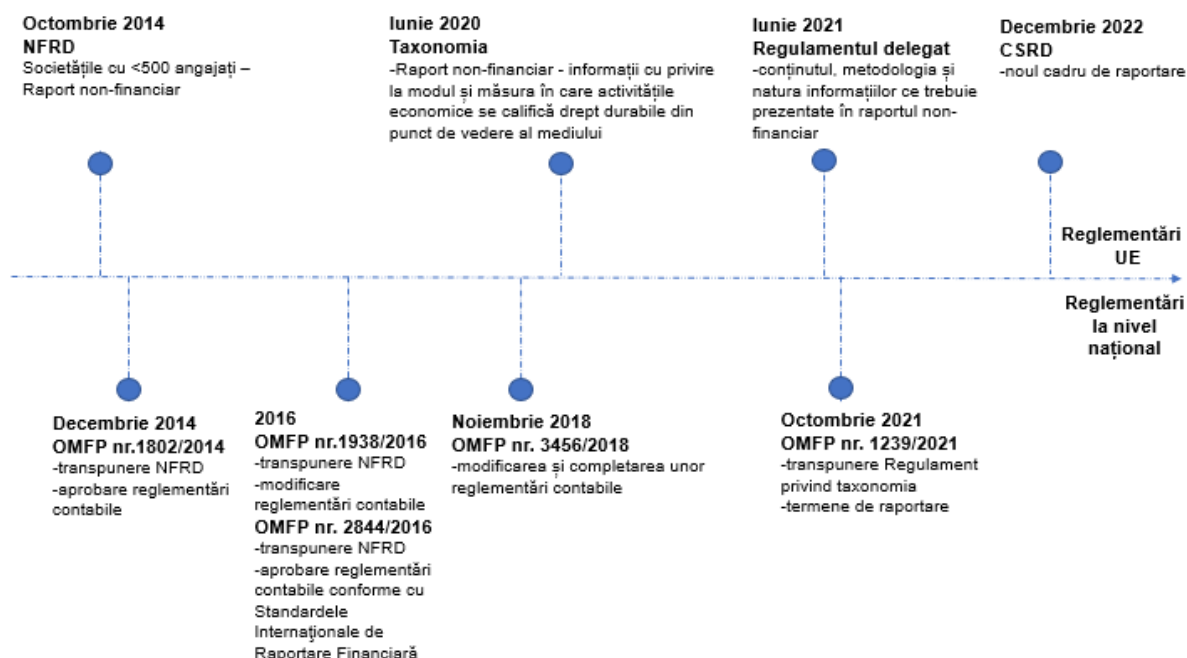 Octombrie 2014
NFRD
Societățile cu <500 angajați –
Raport non-financiar
Iunie 2020
Taxonomia
-Raport non-financiar - informații cu privire
la modul și măsura în care activitățile
economice se califică drept durabile din
punct de vedere al mediului
Iunie 2021
Regulamentul delegat
-conținutul, metodologia și
natura informațiilor ce trebuie
prezentate în raportul non-
financiar
Decembrie 2022
CSRD
-noul cadru de raportare
Reglementări
UE
Reglementări
la nivel
național
Decembrie 2014
OMFP nr.1802/2014
-transpunere NFRD
-aprobare reglementări
contabile
2016
OMFP nr.1938/2016
-transpunere NFRD
-modificare
reglementări contabile
OMFP nr. 2844/2016
-transpunere NFRD
-aprobare reglementări
contabile conforme cu
Standardele
Internaţionale de
Raportare Financiară
Noiembrie 2018
OMFP nr. 3456/2018
-modificarea și completarea unor
reglementări contabile
Octombrie 2021
OMFP nr. 1239/2021
-transpunere Regulament
privind taxonomia
-termene de raportare